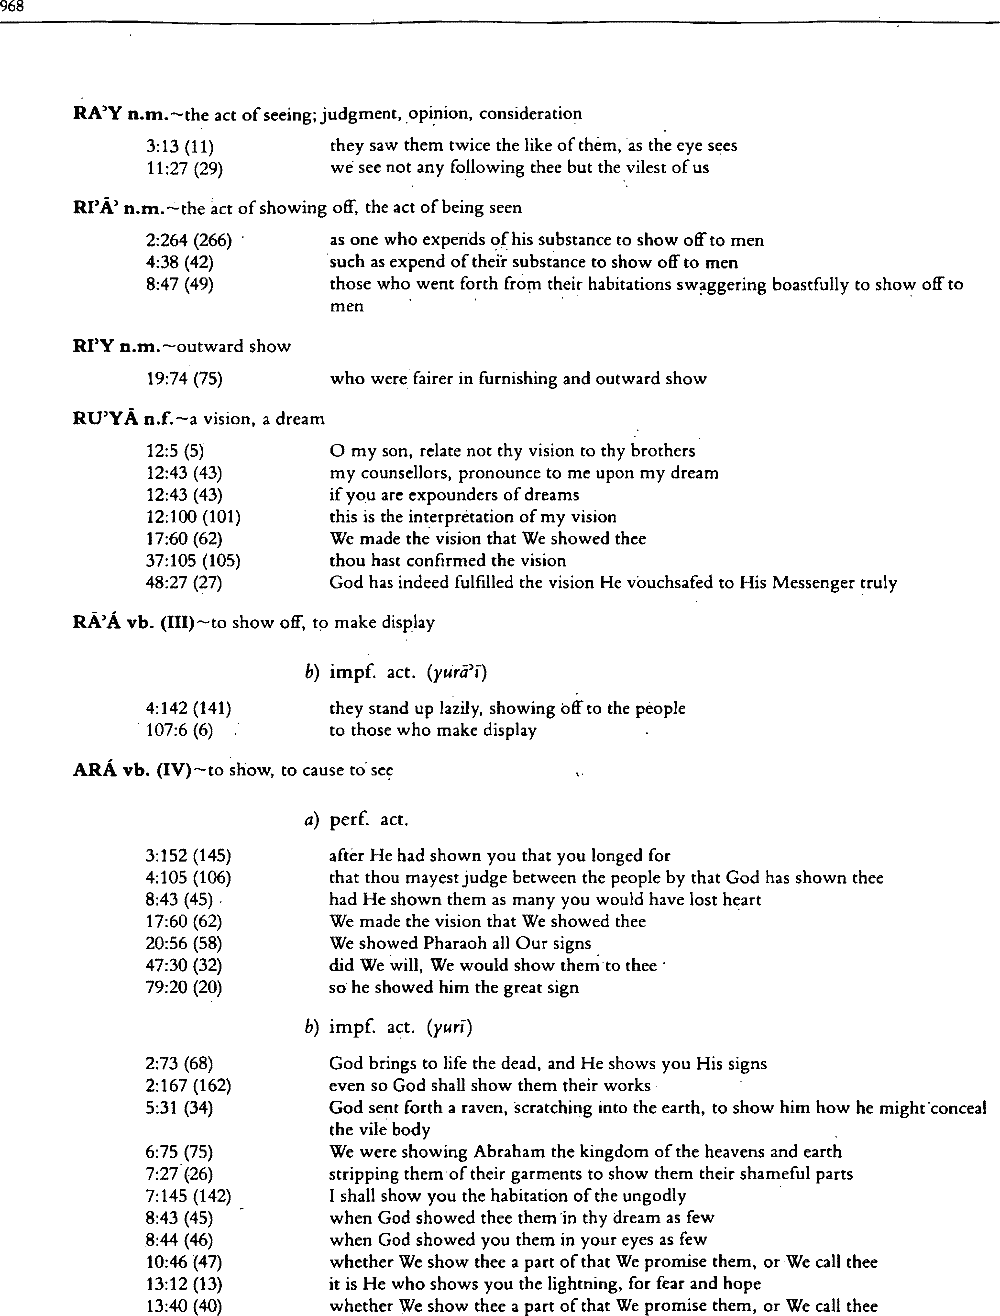 968
RA’Y n.m.~the act of seeing; judgment, opinion, consideration
3:13 (11) they saw them twice the like of them, as the eye sees
11:27 (29) we see not any following thee but the vilest of us
RI’Ā’ n.m.~the act of showing off, the act of being seen
2:264 (266) as one who expends of his substance to show off to men
4:38 (42) such as expend of their substance to show off to men
8:47 (49) those who went forth from their habitations swaggering boastfully to show off to
men
RI’Y n.m.~outward show
19:74 (75) who were fairer in furnishing and outward show
RU’YĀ n.f.~a vision, a dream
12:5 (5) O my son, relate not thy vision to thy brothers
12:43 (43) my counsellors, pronounce to me upon my dream
12:43 (43) if you are expounders of dreams
12:100 (101) this is the interpretation of my vision
17:60 (62) We made the vision that We showed thee
37:105 (105) thou hast confirmed the vision
48:27 (27) God has indeed fulfilled the vision He vouchsafed to His Messenger truly
RĀ’Á vb. (III)~to show off, to make display
b) impf. act. (yurā’ī)
4:142 (141) they stand up lazily, showing off to the people
107:6 (6) to those who make display
ARÁ vb. (IV)~to show, to cause to see
a) perf. act.
3:152 (145) after He had shown you that you longed for
4:105 (106) that thou mayest judge between the people by that God has shown thee
8:43 (45) had He shown them as many you would have lost heart
17:60 (62) We made the vision that We showed thee
20:56 (58) We showed Pharaoh all Our signs
47:30 (32) did We will, We would show them to thee
79:20 (20) so he showed him the great sign
b) impf. act. (yurī)
2:73 (68) God brings to life the dead, and He shows you His signs
2:167 (162) even so God shall show them their works
5:31 (34) God sent forth a raven, scratching into the earth, to show him how he might conceal
the vile body
6:75 (75) We were showing Abraham the kingdom of the heavens and earth
7:27 (26) stripping them of their garments to show them their shameful parts
7:145 (142) I shall show you the habitation of the ungodly
8:43 (45) when God showed thee them in thy dream as few
8:44 (46) when God showed you them in your eyes as few
10:46 (47) whether We show thee a part of that We promise them, or We call thee
13:12 (13) it is He who shows you the lightning, for fear and hope
13:40 (40) whether We show thee a part of that We promise them, or We call thee